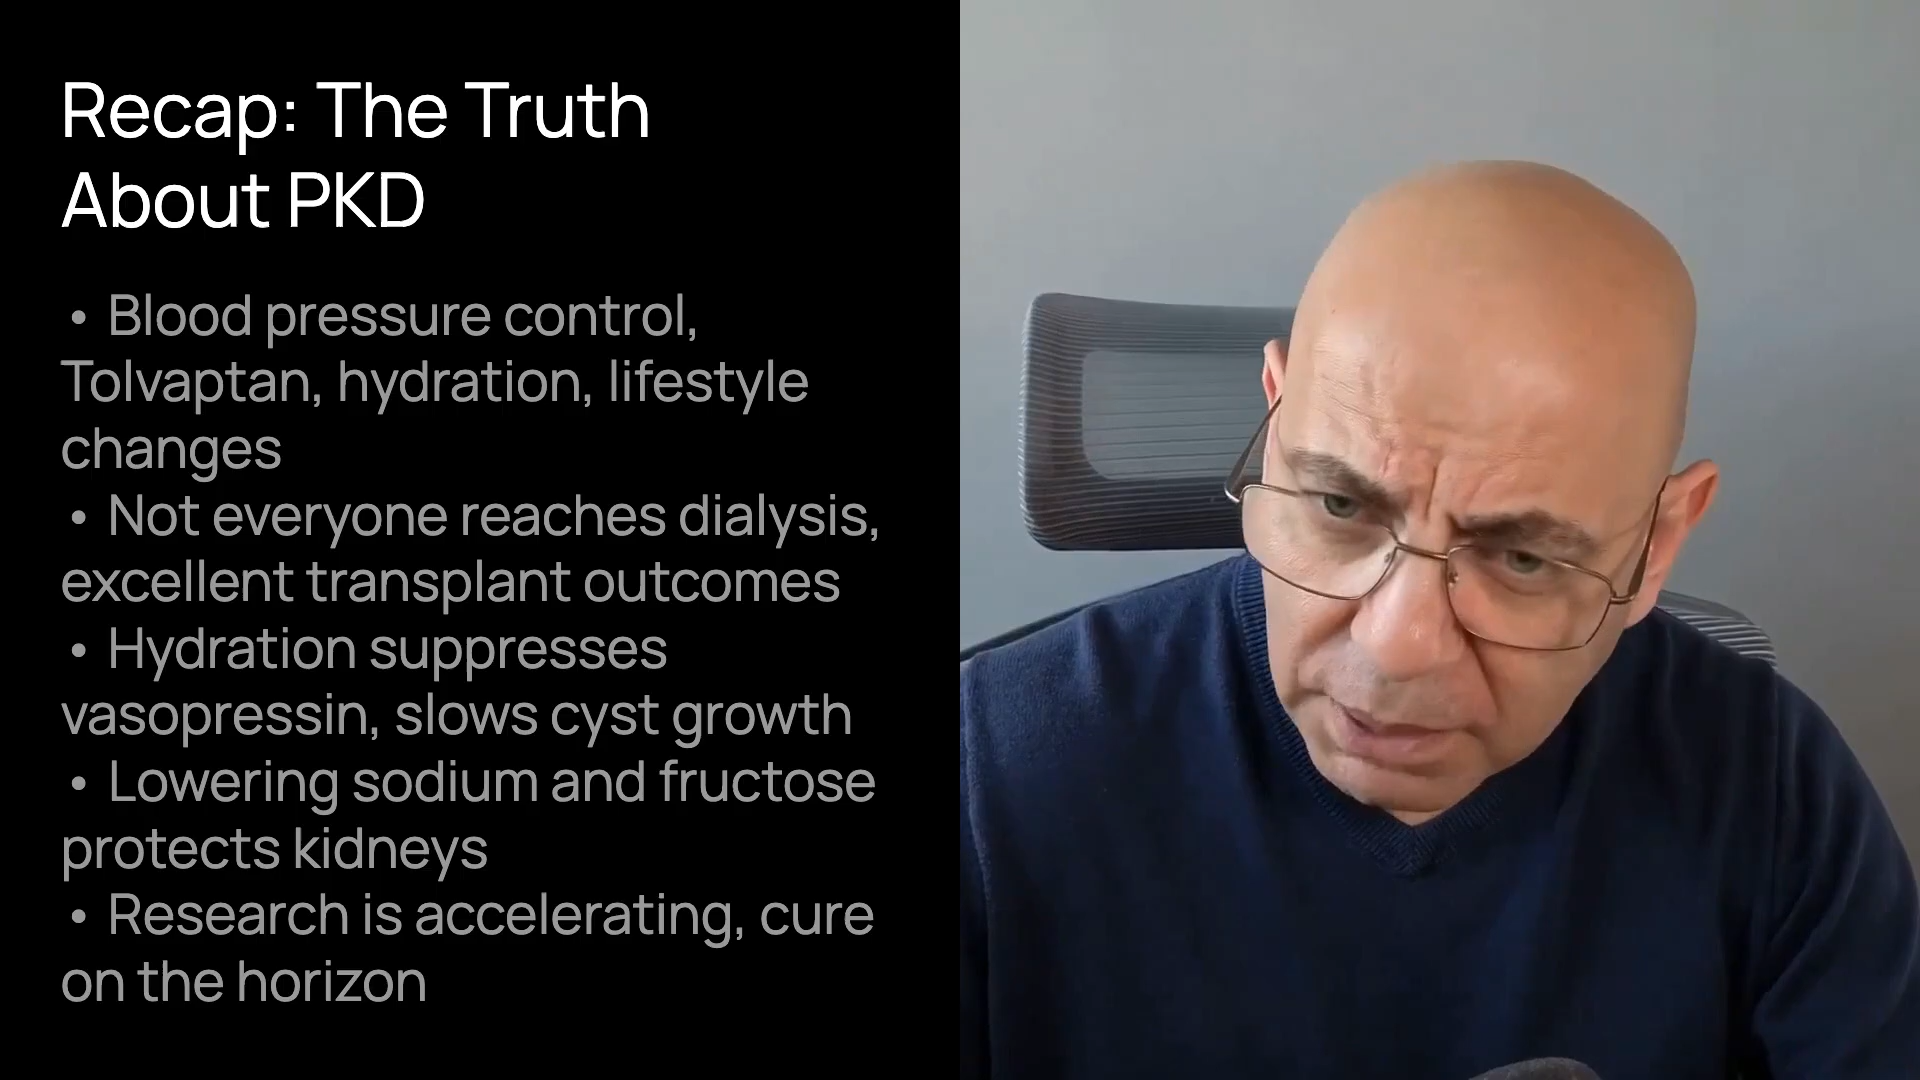 Recap: The Truth
About PKD
• Blood pressure control,
Tolvaptan, hydration, lifestyle
changes
• Not everyone reaches dialysis,
excellent transplant outcomes
• Hydration suppresses
vasopressin, slows cyst growth
• Lowering sodium and fructose
protects kidneys
• Research is accelerating, cure
on the horizon